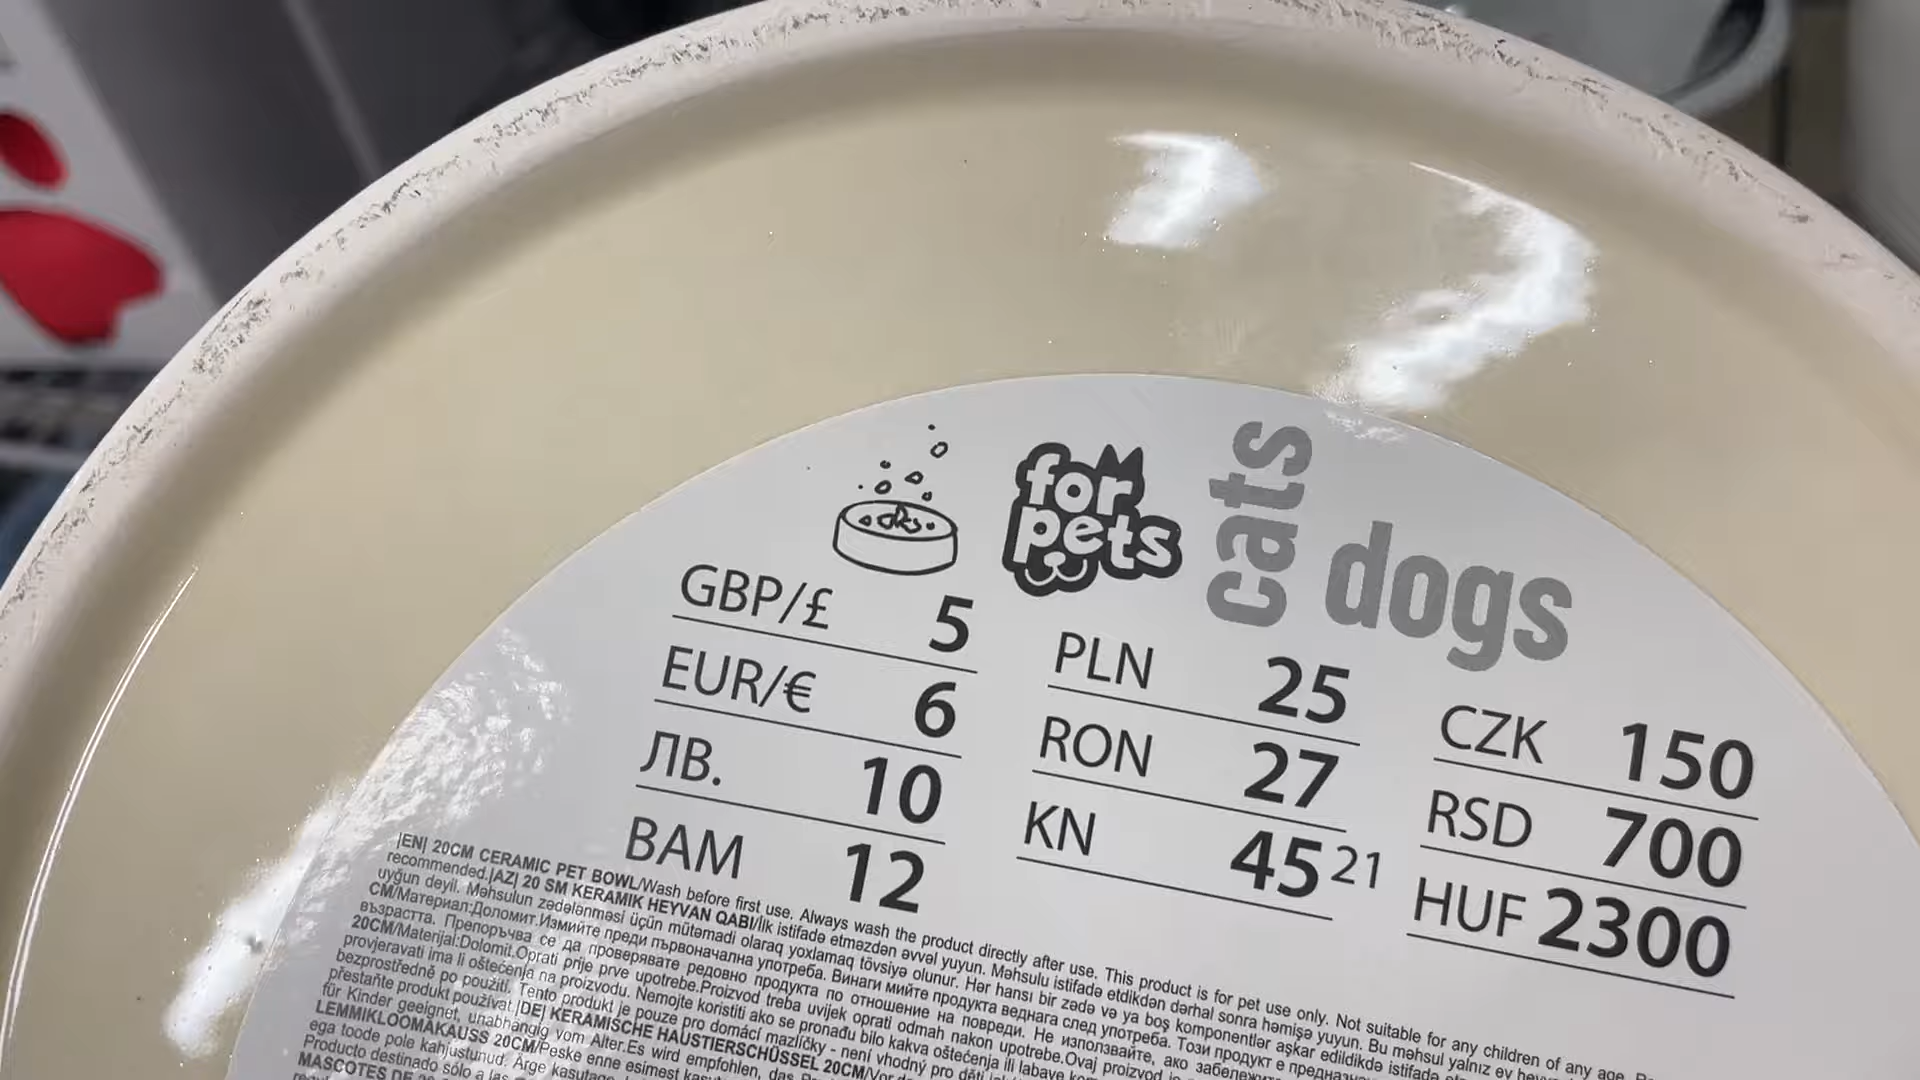 for
pets
cats
dogs
GBP/£ 5
EUR/€ 6
ЛВ. 10
BAM 12
PLN 25
RON 27
KN 45 21
CZK 150
RSD 700
HUF 2300
|EN| 20CM CERAMIC PET BOWL/Wash before first use. Always wash the product directly after use. This product is for pet use only. Not suitable for any children of any age.
recommended.|AZ| 20 SM KERAMIK HEYVAN QABI/İlk istifadə etməzdən əvvəl yuyun. Məhsulu istifadə etdikdən dərhal sonra həmişə yuyun. Bu məhsul yalnız ev
uyğun deyil. Məhsulun zədələnməsi üçün mütəmadi olaraq yoxlamaq tövsiyə olunur. Hər hansı bir zədə və ya boş komponentlər aşkar edildikdə istifadə
CM/Материал:Доломит.Измийте преди първоначална употреба. Винаги мийте продукта веднага след употреба. Този продукт е
възрастта. Препоръчва се да проверявате редовно продукта по отношение на повреди. Не използвайте, ако
20CM/Materijal:Dolomit.Oprati prije prve upotrebe.Proizvod treba uvijek oprati odmah nakon upotrebe.Ovaj proizvod je
provjeravati ima li oštećenja na proizvodu. Nemojte koristiti ako se pronađu bilo kakva oštećenja ili labave
bezprostředně po použití. Tento produkt je pouze pro domácí mazlíčky - není vhodný pro děti
přestaňte produkt používat.|DE| KERAMISCHE HAUSTIERSCHÜSSEL 20CM/Vor
für Kinder geeignet, unabhängig vom Alter.Es wird empfohlen, das
LEMMIKLOOMAKAUSS 20CM/Peske enne esimest
ega toode pole kahjustunud. Ärge kasutage
Producto destinado sólo a las
MASCOTES DE